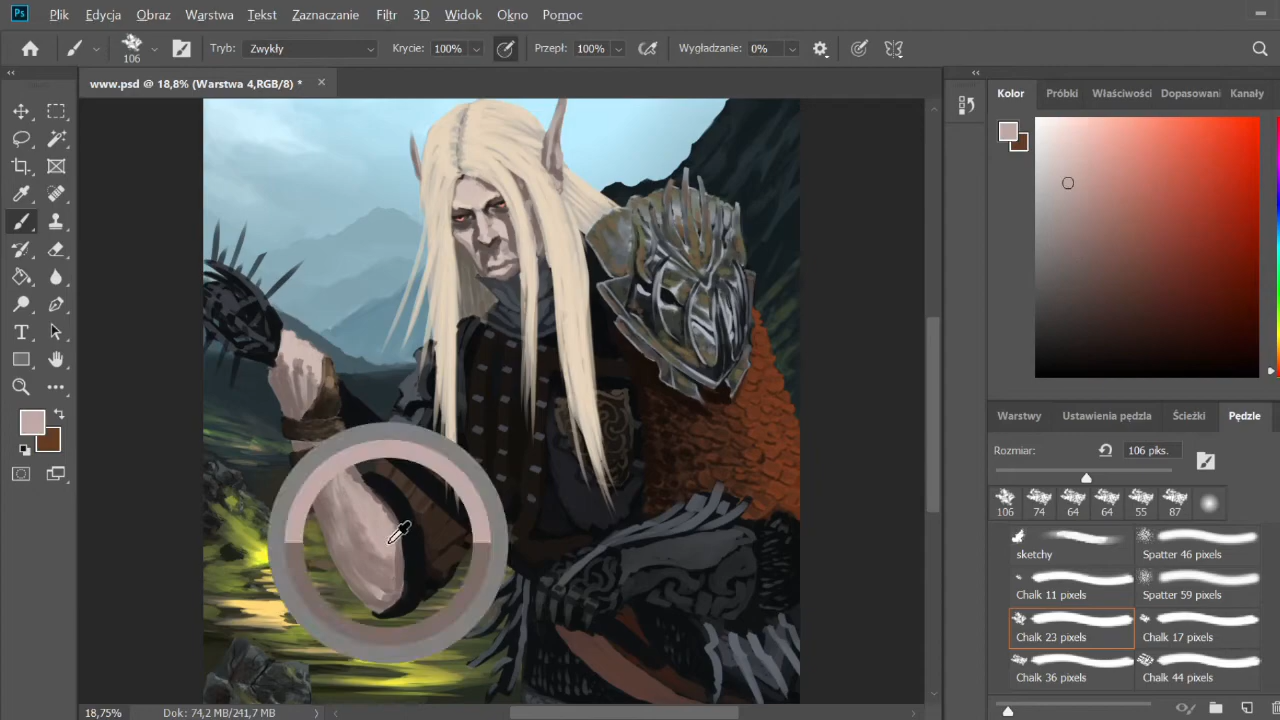 Ps Plik Edycja Obraz Warstwa Tekst Zaznaczanie Filtr 3D Widok Okno Pomoc
106 Tryb: Zwykły Krycie: 100% Przepł: 100% Wygładzanie: 0%
www.psd @ 18,8% (Warstwa 4,RGB/8) *
Kolor Próbki Właściwości Dopasowani Kanały
Warstwy Ustawienia pędzla Ścieżki Pędzle
Rozmiar: 106 piks.
106 74 64 64 55 87
sketchy Spatter 46 pixels
Chalk 11 pixels Spatter 59 pixels
Chalk 23 pixels Chalk 17 pixels
Chalk 36 pixels Chalk 44 pixels
18,75% Dok: 74,2 MB/241,7 MB